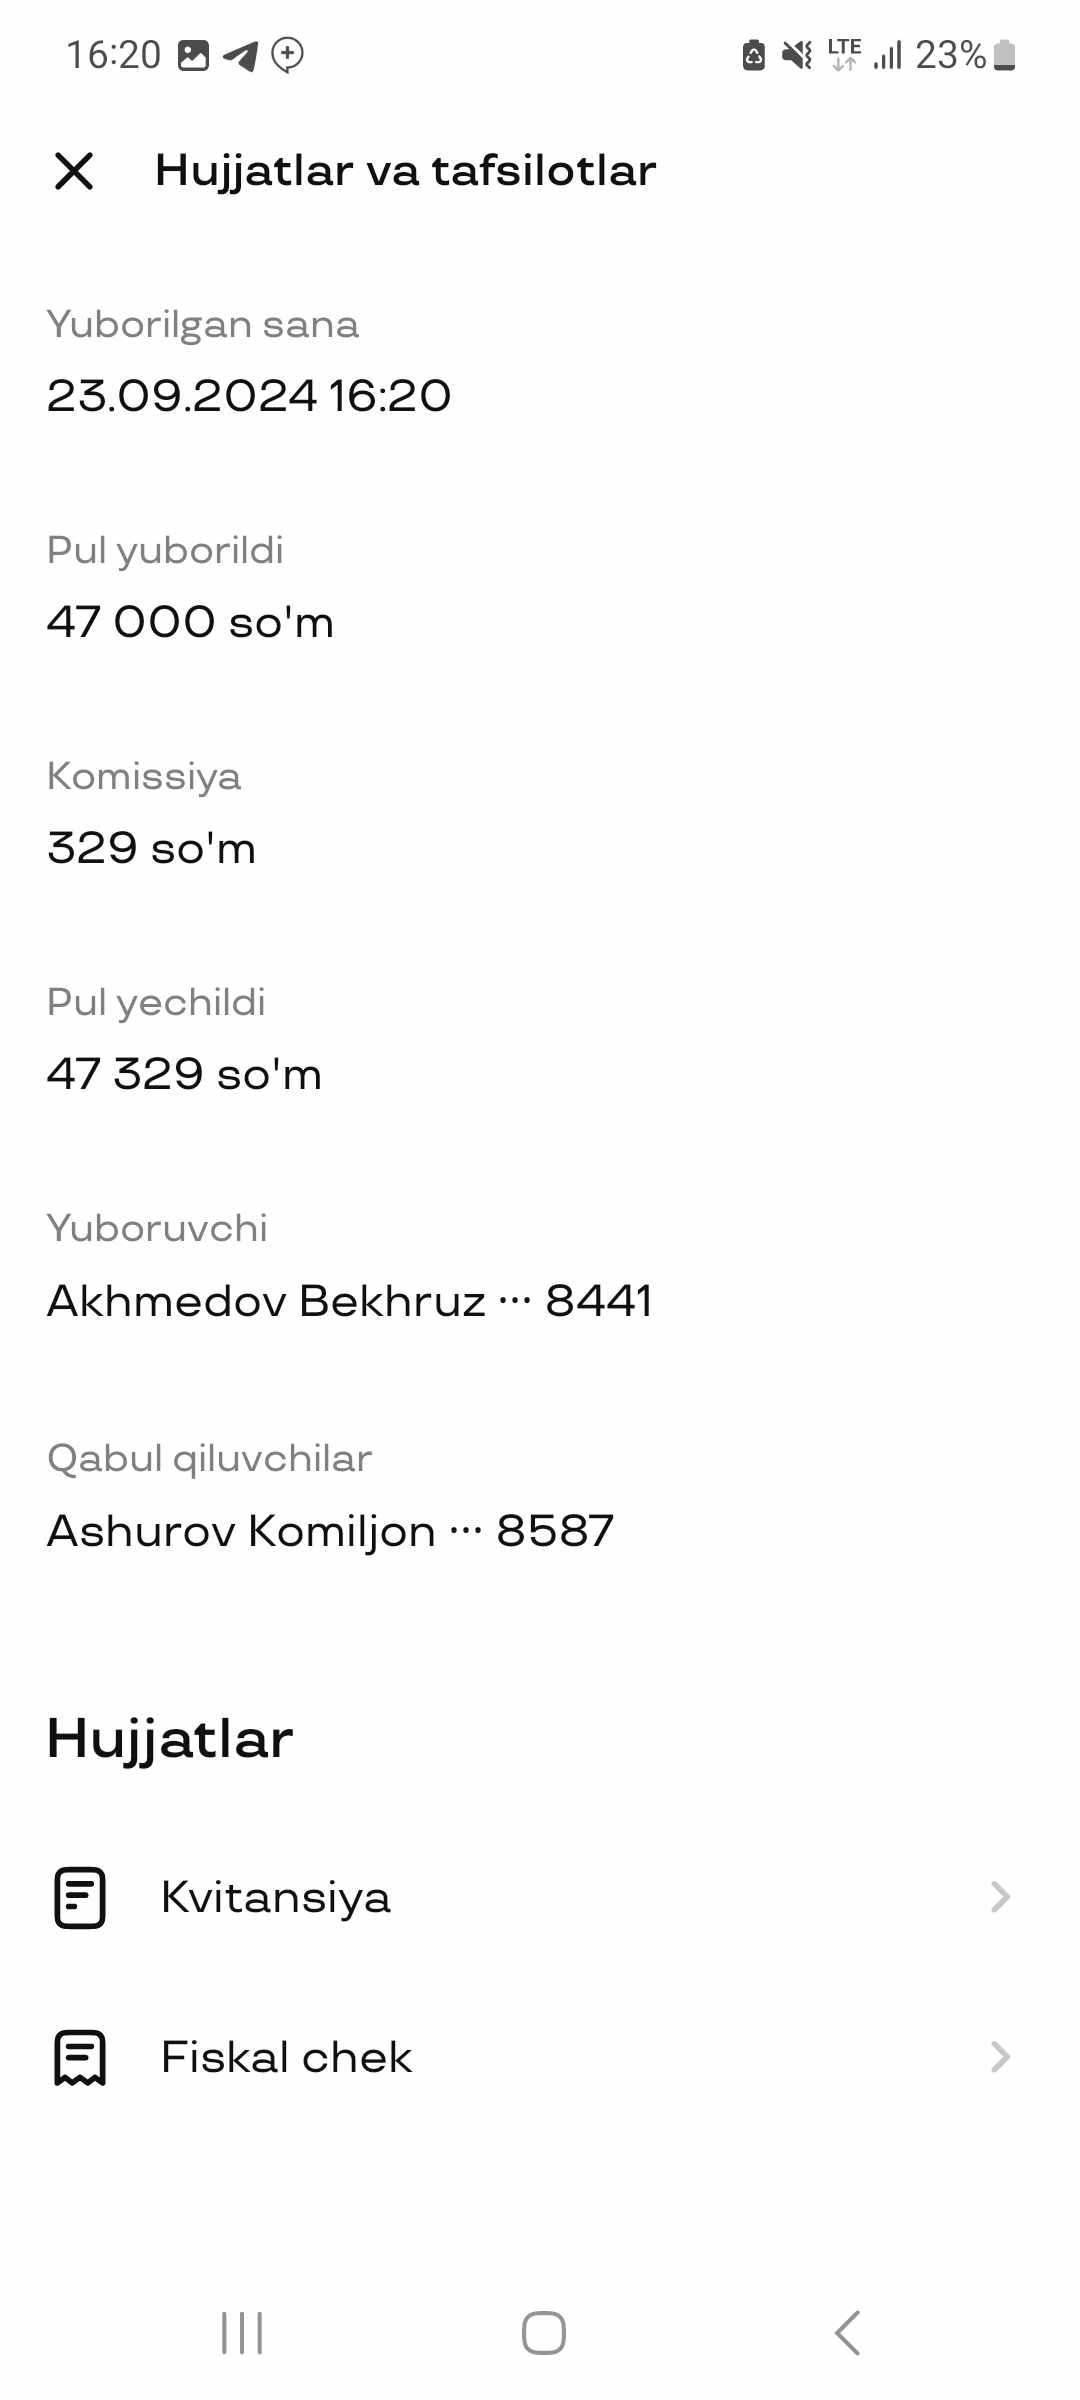 16:20 LTE 23%
Hujjatlar va tafsilotlar
Yuborilgan sana
23.09.2024 16:20
Pul yuborildi
47 000 so'm
Komissiya
329 so'm
Pul yechildi
47 329 so'm
Yuboruvchi
Akhmedov Bekhruz ··· 8441
Qabul qiluvchilar
Ashurov Komiljon ··· 8587
Hujjatlar
Kvitansiya
Fiskal chek